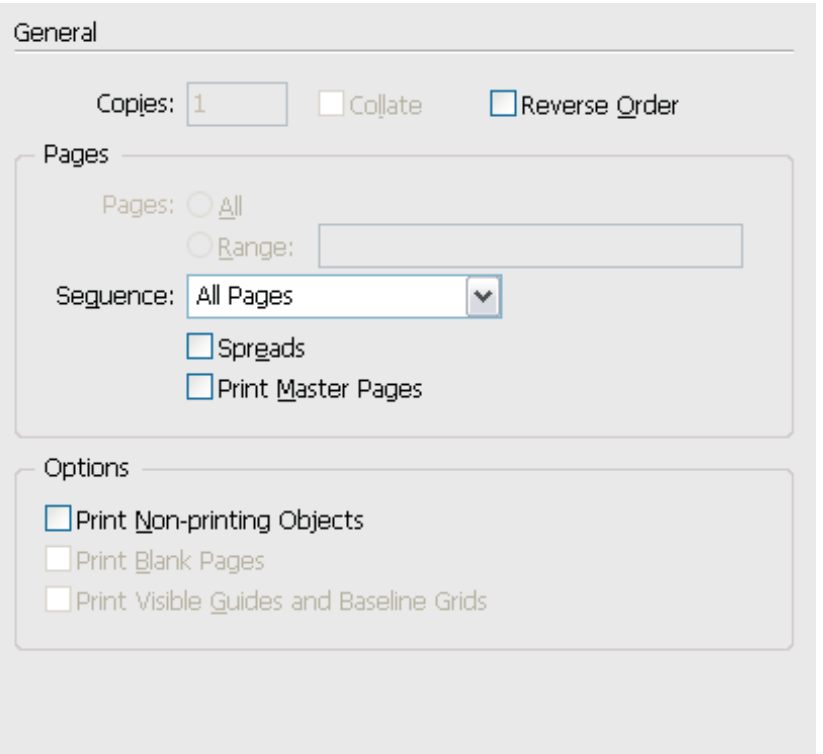 General
Copies: 1 Collate Reverse Order
Pages
Pages: All
Range:
Sequence: All Pages
Spreads
Print Master Pages
Options
Print Non-printing Objects
Print Blank Pages
Print Visible Guides and Baseline Grids